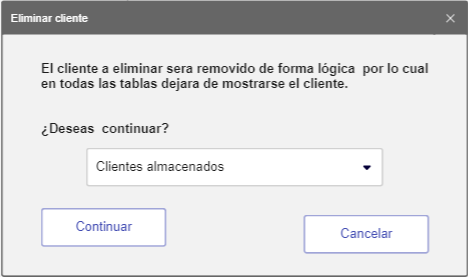 Eliminar cliente
El cliente a eliminar sera removido de forma lógica por lo cual
en todas las tablas dejara de mostrarse el cliente.
¿Deseas continuar?
Clientes almacenados
Continuar
Cancelar